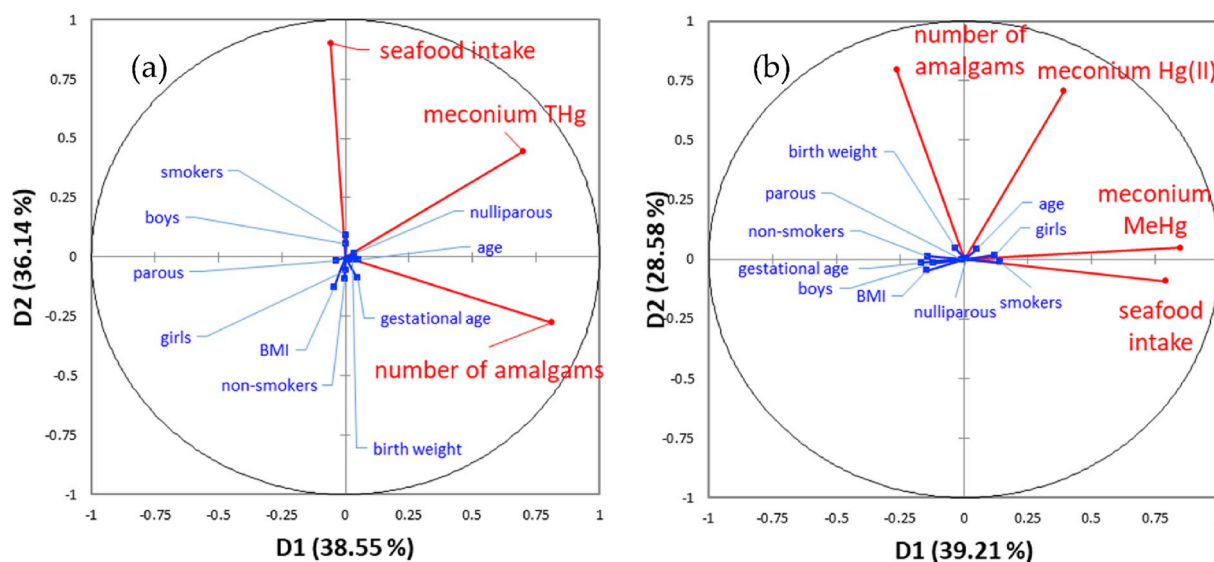 (a)
D2 (36.14 %)
1
0.75
0.5
0.25
0
-0.25
-0.5
-0.75
-1
seafood intake
meconium THg
smokers
boys
nulliparous
age
parous
girls
BMI
gestational age
non-smokers
number of amalgams
birth weight
-1 -0.75 -0.5 -0.25 0 0.25 0.5 0.75 1
D1 (38.55 %)
(b)
D2 (28.58 %)
1
0.75
0.5
0.25
0
-0.25
-0.5
-0.75
-1
number of
amalgams
meconium Hg(II)
birth weight
parous
age
meconium
MeHg
non-smokers
girls
gestational age
boys
BMI
nulliparous
smokers
seafood
intake
-1 -0.75 -0.5 -0.25 0 0.25 0.5 0.75 1
D1 (39.21 %)